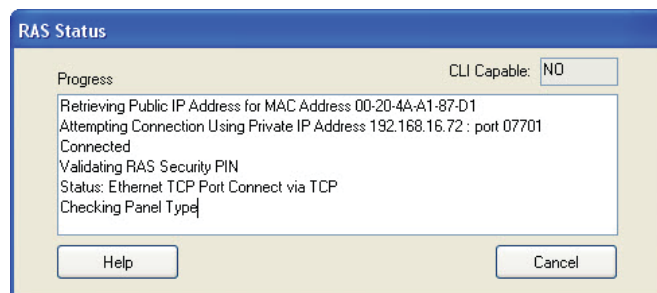 RAS Status
CLI Capable: NO
Progress
Retrieving Public IP Address for MAC Address 00-20-4A-A1-87-D1
Attempting Connection Using Private IP Address 192.168.16.72 : port 07701
Connected
Validating RAS Security PIN
Status: Ethernet TCP Port Connect via TCP
Checking Panel Type
Help
Cancel